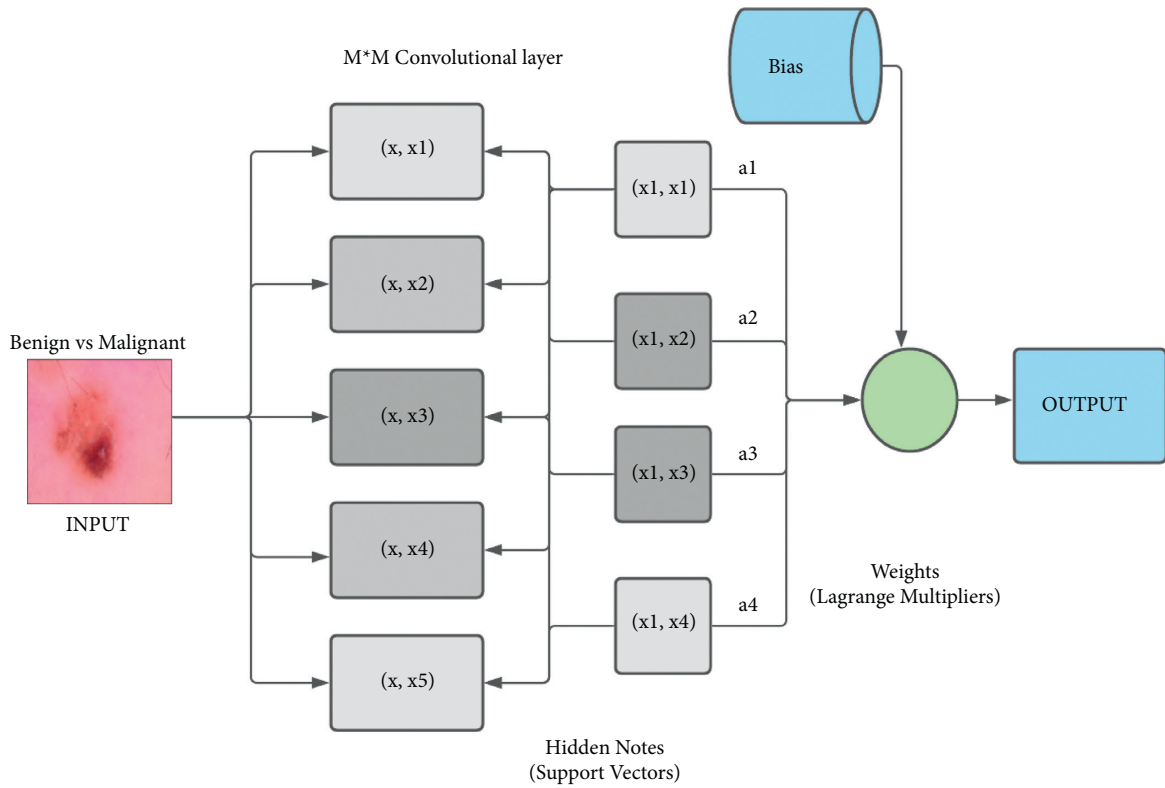 M*M Convolutional layer
Bias
(x, x1)
(x, x2)
(x, x3)
(x, x4)
(x, x5)
(x1, x1)
(x1, x2)
(x1, x3)
(x1, x4)
a1
a2
a3
a4
Benign vs Malignant
INPUT
OUTPUT
Weights
(Lagrange Multipliers)
Hidden Notes
(Support Vectors)